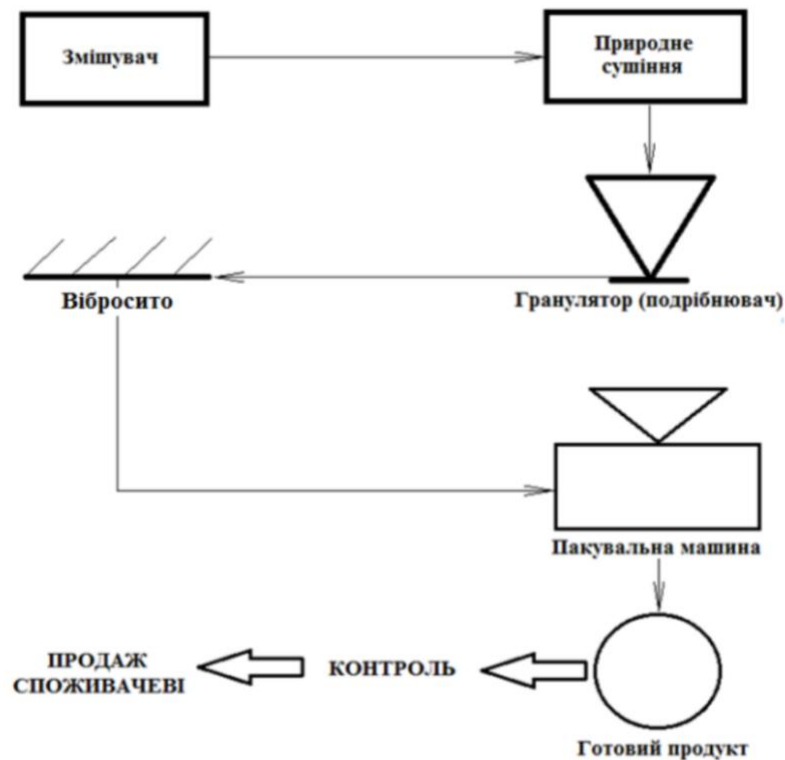 Змішувач
Природне
сушіння
Вібросито
Гранулятор (подрібнювач)
Пакувальна машина
ПРОДАЖ
СПОЖИВАЧЕВІ
КОНТРОЛЬ
Готовий продукт